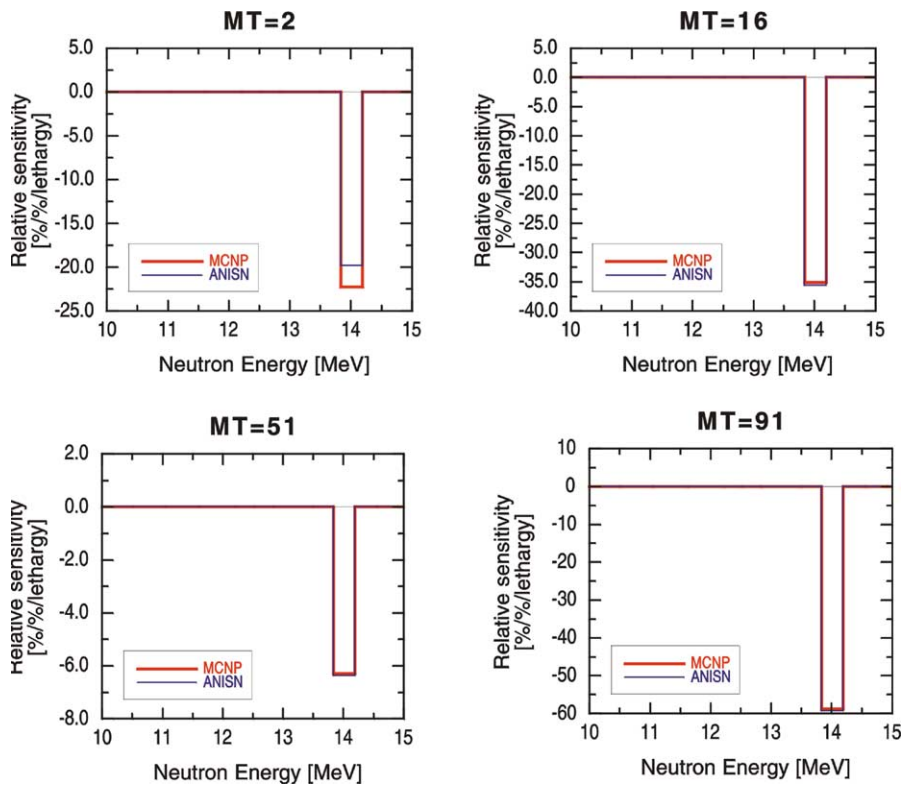 MT=2
5.0
0.0
-5.0
-10.0
-15.0
-20.0
-25.0
Relative sensitivity
[%/%/lethargy]
MCNP
ANISN
10 11 12 13 14 15
Neutron Energy [MeV]
MT=16
5.0
0.0
-5.0
-10.0
-15.0
-20.0
-25.0
-30.0
-35.0
-40.0
Relative sensitivity
[%/%/lethargy]
MCNP
ANISN
10 11 12 13 14 15
Neutron Energy [MeV]
MT=51
2.0
0.0
-2.0
-4.0
-6.0
-8.0
Relative sensitivity
[%/%/lethargy]
MCNP
ANISN
10 11 12 13 14 15
Neutron Energy [MeV]
MT=91
10
0
-10
-20
-30
-40
-50
-60
Relative sensitivity
[%/%/lethargy]
MCNP
ANISN
10 11 12 13 14 15
Neutron Energy [MeV]